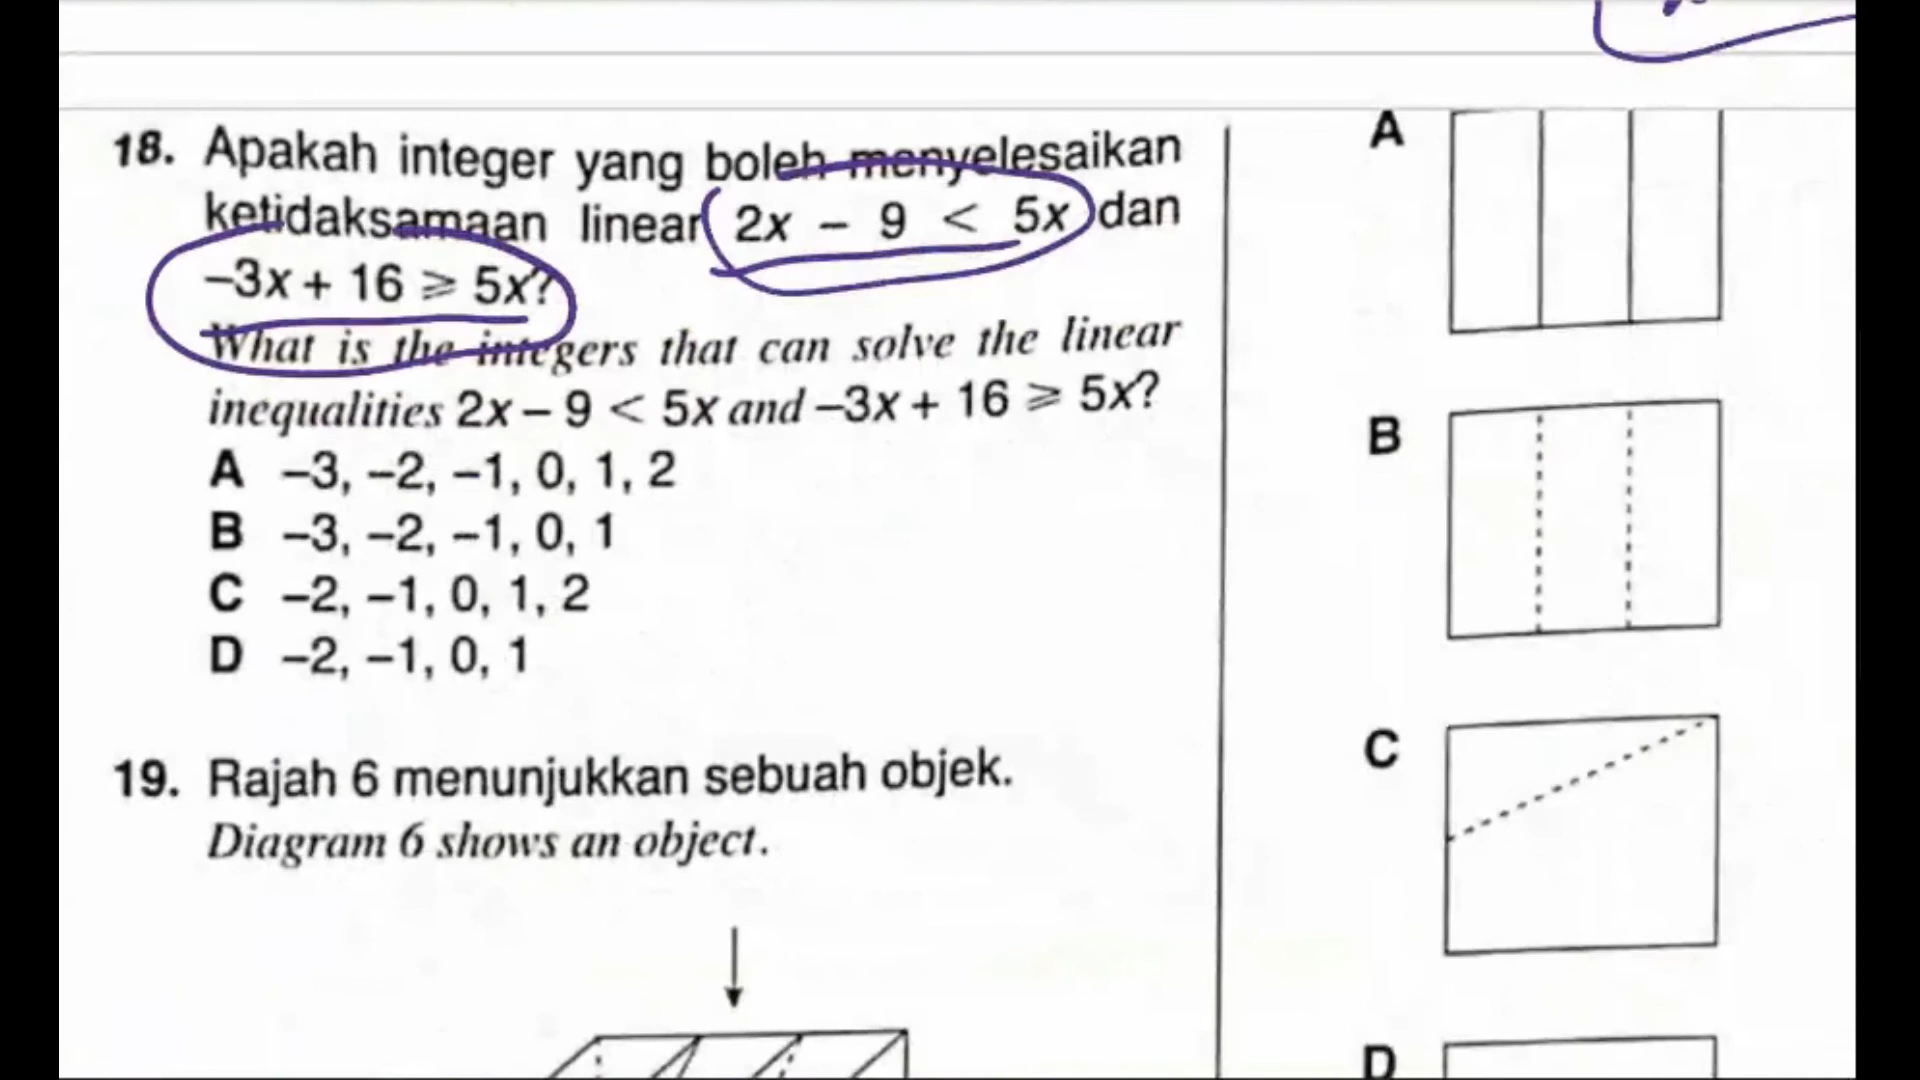 18. Apakah integer yang boleh menyelesaikan
ketidaksamaan linear 2x – 9 < 5x dan
–3x + 16 ⩾ 5x?
What is the integers that can solve the linear
inequalities 2x – 9 < 5x and –3x + 16 ⩾ 5x?
A –3, –2, –1, 0, 1, 2
B –3, –2, –1, 0, 1
C –2, –1, 0, 1, 2
D –2, –1, 0, 1
19. Rajah 6 menunjukkan sebuah objek.
Diagram 6 shows an object.
A
B
C
D